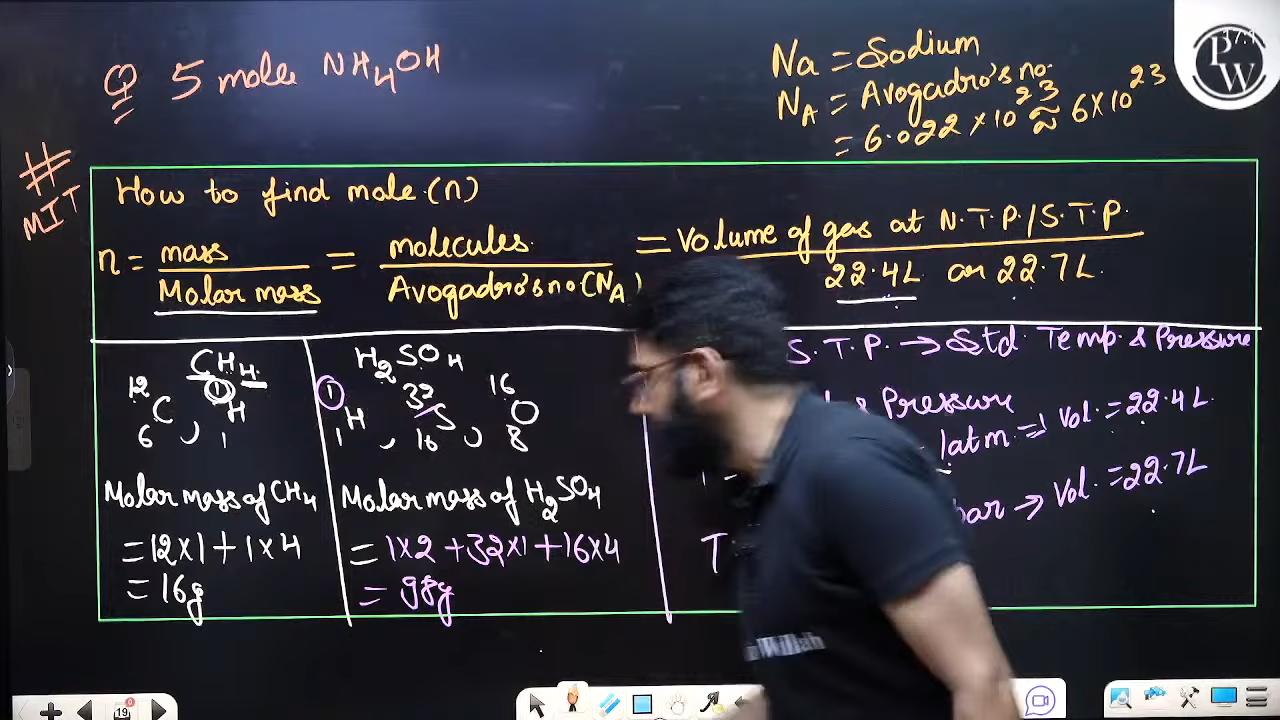 Q 5 mole NH4OH
Na = Sodium
NA = Avogadro's no.
= 6.022 × 10^23 ≈ 6×10^23
PW
# MIT
How to find mole (n)
n = mass / Molar mass = molecules / Avogadro's no (NA) = Volume of gas at N.T.P./S.T.P. / 22.4L or 22.7L
CH4
12 C 6 , 1 H 1
Molar mass of CH4
= 12×1 + 1×4
= 16g
H2SO4
1 H 1 , 32 S 16 , 16 O 8
Molar mass of H2SO4
= 1×2 + 32×1 + 16×4
= 98g
S.T.P. → Std. Temp. & Pressure
& Pressure
1atm ⇒ Vol. = 22.4L
bar → Vol. = 22.7L
T
19